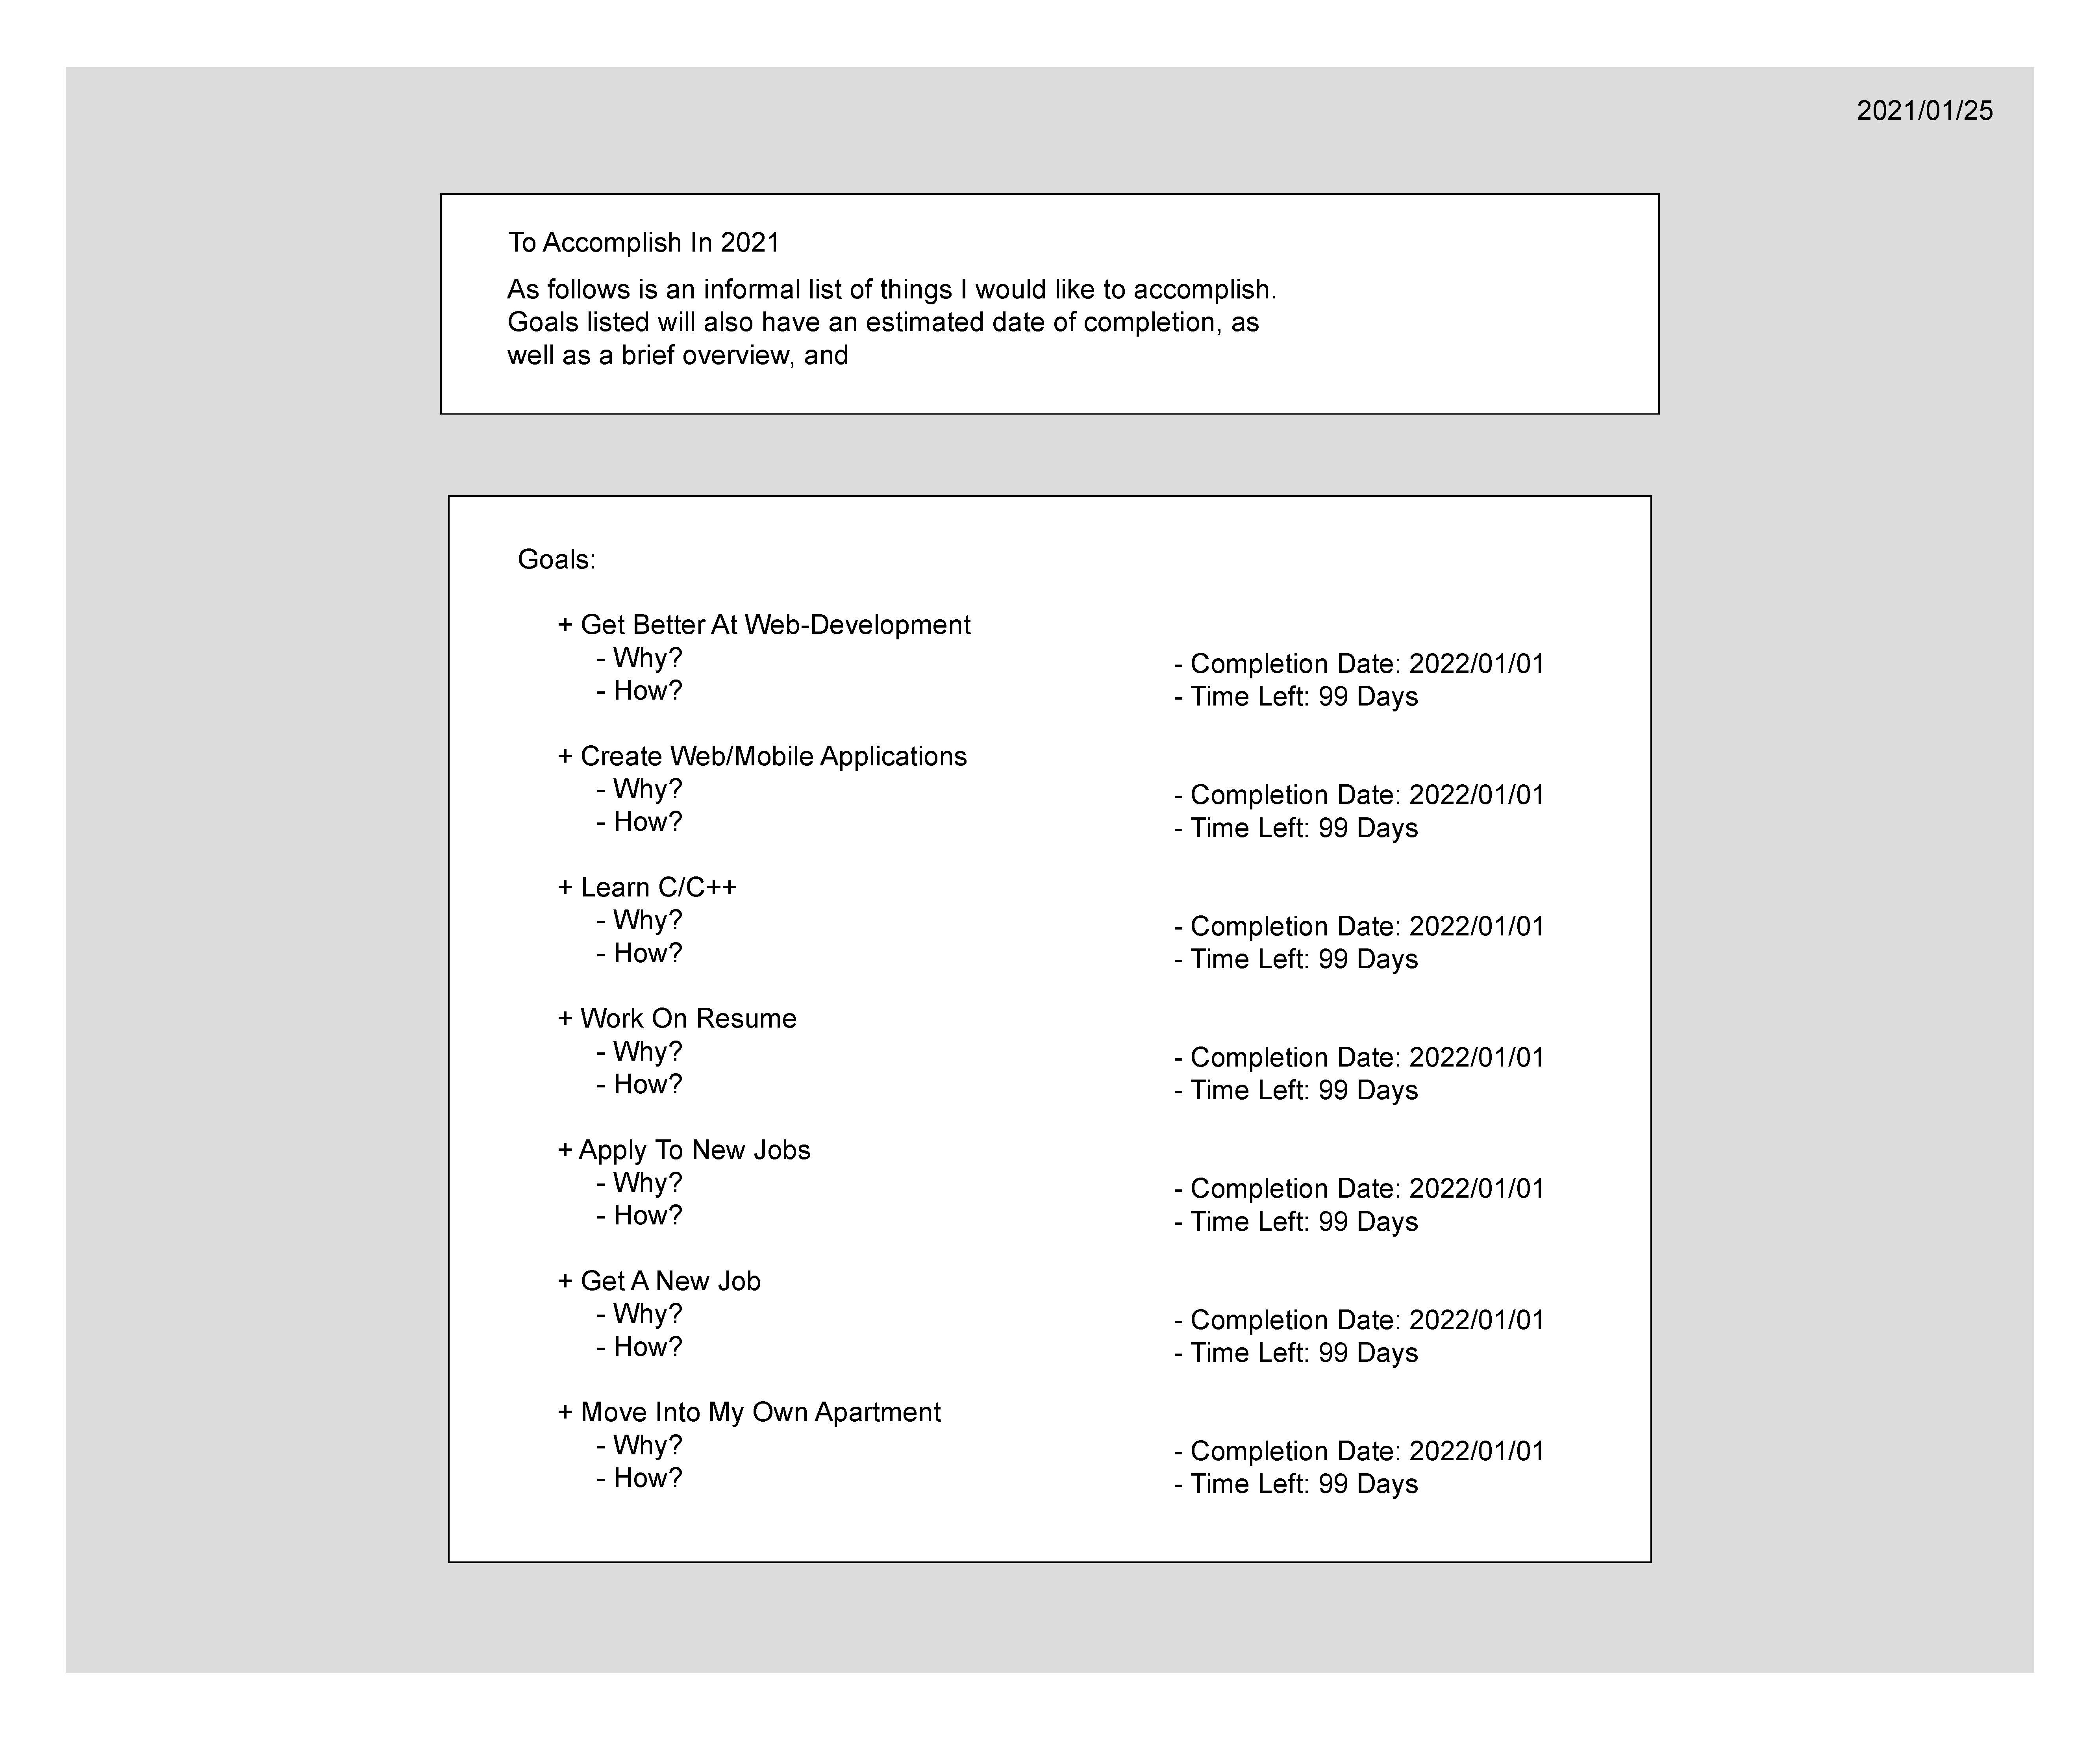 2021/01/25
To Accomplish In 2021
As follows is an informal list of things I would like to accomplish.
Goals listed will also have an estimated date of completion, as
well as a brief overview, and
Goals:
+ Get Better At Web-Development
- Why?
- How?
- Completion Date: 2022/01/01
- Time Left: 99 Days
+ Create Web/Mobile Applications
- Why?
- How?
- Completion Date: 2022/01/01
- Time Left: 99 Days
+ Learn C/C++
- Why?
- How?
- Completion Date: 2022/01/01
- Time Left: 99 Days
+ Work On Resume
- Why?
- How?
- Completion Date: 2022/01/01
- Time Left: 99 Days
+ Apply To New Jobs
- Why?
- How?
- Completion Date: 2022/01/01
- Time Left: 99 Days
+ Get A New Job
- Why?
- How?
- Completion Date: 2022/01/01
- Time Left: 99 Days
+ Move Into My Own Apartment
- Why?
- How?
- Completion Date: 2022/01/01
- Time Left: 99 Days